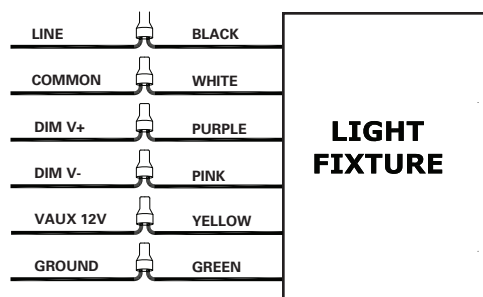 LINE BLACK
COMMON WHITE
DIM V+ PURPLE
DIM V- PINK
VAUX 12V YELLOW
GROUND GREEN
LIGHT
FIXTURE